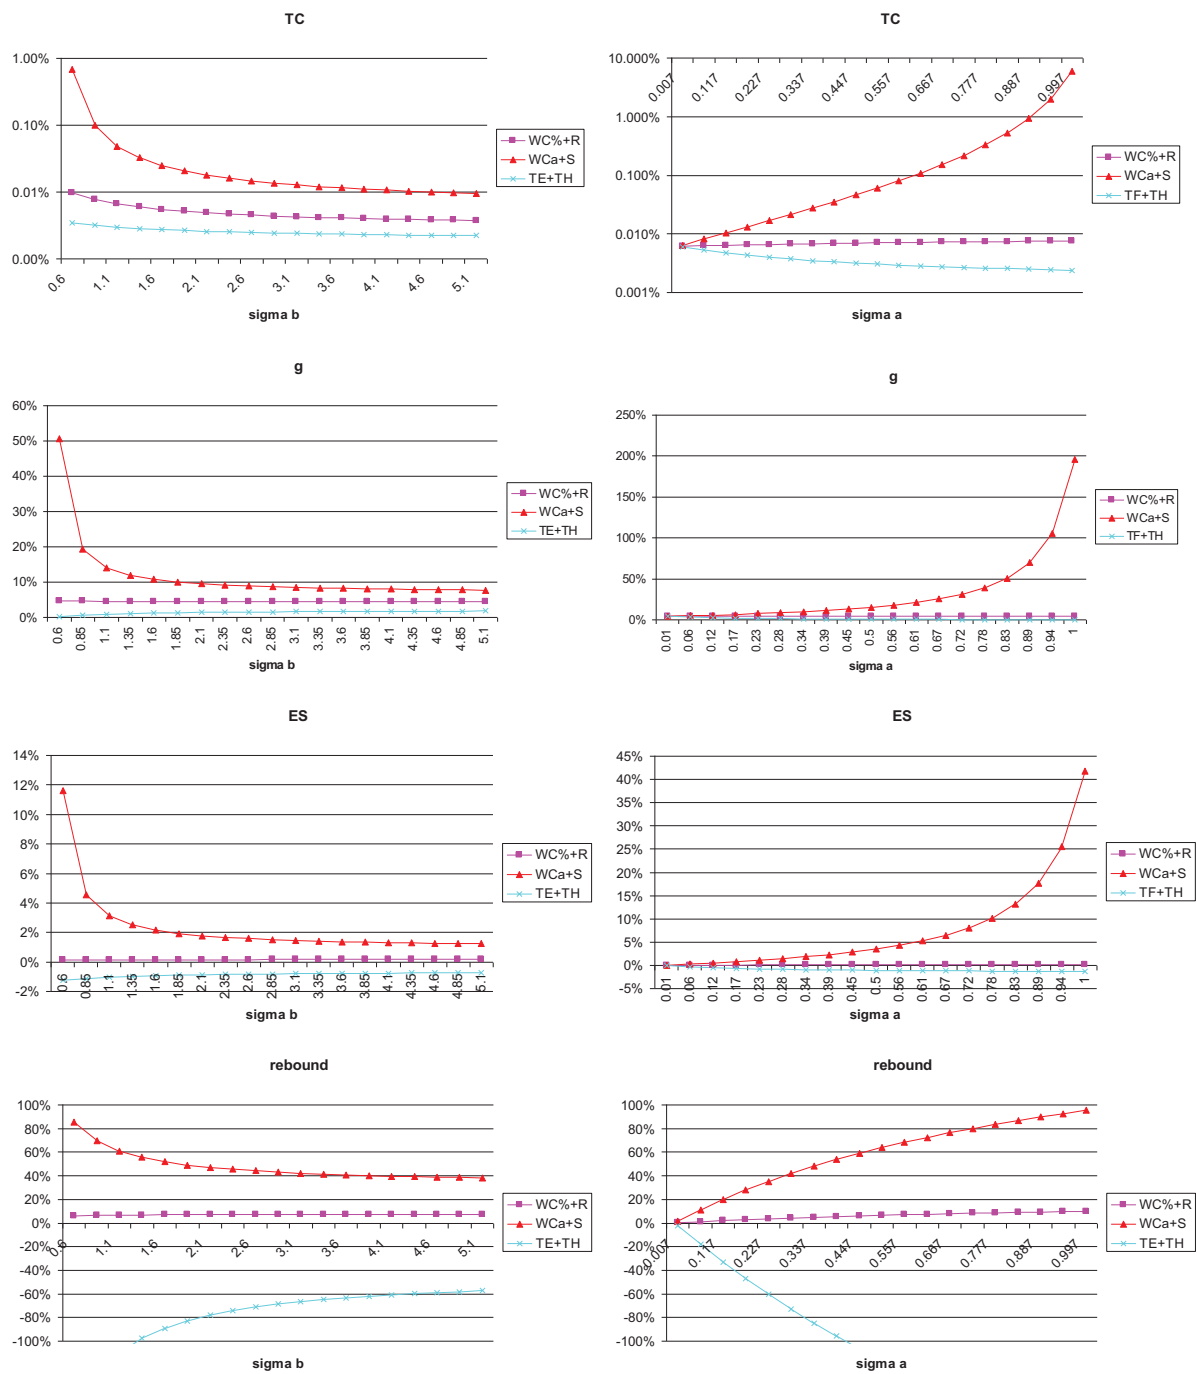 TC
1.00%
0.10%
0.01%
0.00%
0.6 1.1 1.6 2.1 2.6 3.1 3.6 4.1 4.6 5.1
sigma b
WC%+R
WCa+S
TE+TH
TC
10.000%
1.000%
0.100%
0.010%
0.001%
0.007 0.117 0.227 0.337 0.447 0.557 0.667 0.777 0.887 0.997
sigma a
WC%+R
WCa+S
TF+TH
g
60%
50%
40%
30%
20%
10%
0%
0.6 0.85 1.1 1.35 1.6 1.85 2.1 2.35 2.6 2.85 3.1 3.35 3.6 3.85 4.1 4.35 4.6 4.85 5.1
sigma b
WC%+R
WCa+S
TE+TH
g
250%
200%
150%
100%
50%
0%
0.01 0.06 0.12 0.17 0.23 0.28 0.34 0.39 0.45 0.5 0.56 0.61 0.67 0.72 0.78 0.83 0.89 0.94 1
sigma a
WC%+R
WCa+S
TF+TH
ES
14%
12%
10%
8%
6%
4%
2%
0%
-2%
0.6 0.85 1.1 1.35 1.6 1.85 2.1 2.35 2.6 2.85 3.1 3.35 3.6 3.85 4.1 4.35 4.6 4.85 5.1
sigma b
WC%+R
WCa+S
TE+TH
ES
45%
40%
35%
30%
25%
20%
15%
10%
5%
0%
-5%
0.01 0.06 0.12 0.17 0.23 0.28 0.34 0.39 0.45 0.5 0.56 0.61 0.67 0.72 0.78 0.83 0.89 0.94 1
sigma a
WC%+R
WCa+S
TF+TH
rebound
100%
80%
60%
40%
20%
0%
-20%
-40%
-60%
-80%
-100%
0.6 1.1 1.6 2.1 2.6 3.1 3.6 4.1 4.6 5.1
sigma b
WC%+R
WCa+S
TE+TH
rebound
100%
80%
60%
40%
20%
0%
-20%
-40%
-60%
-80%
-100%
0.007 0.117 0.227 0.337 0.447 0.557 0.667 0.777 0.887 0.997
sigma a
WC%+R
WCa+S
TE+TH